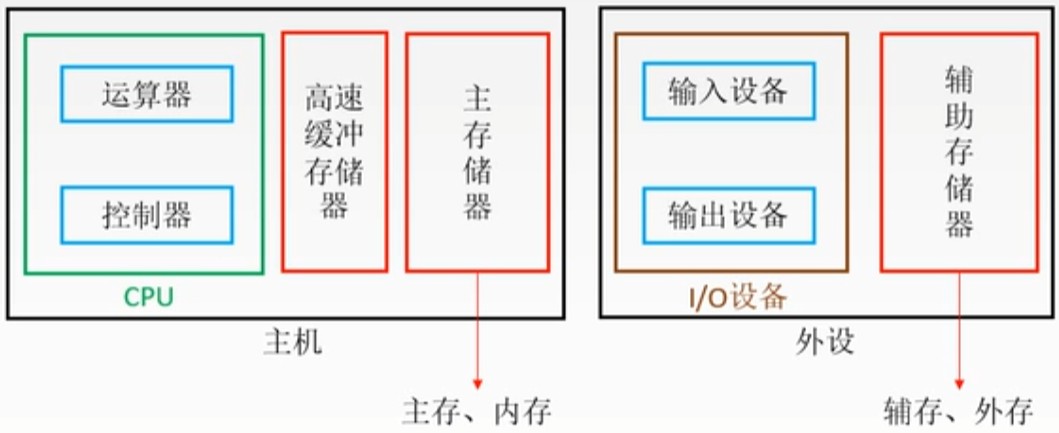 运算器
控制器
CPU
高速
缓冲
存储
器
主
存
储
器
主机
主存、内存
输入设备
输出设备
I/O设备
辅
助
存
储
器
外设
辅存、外存